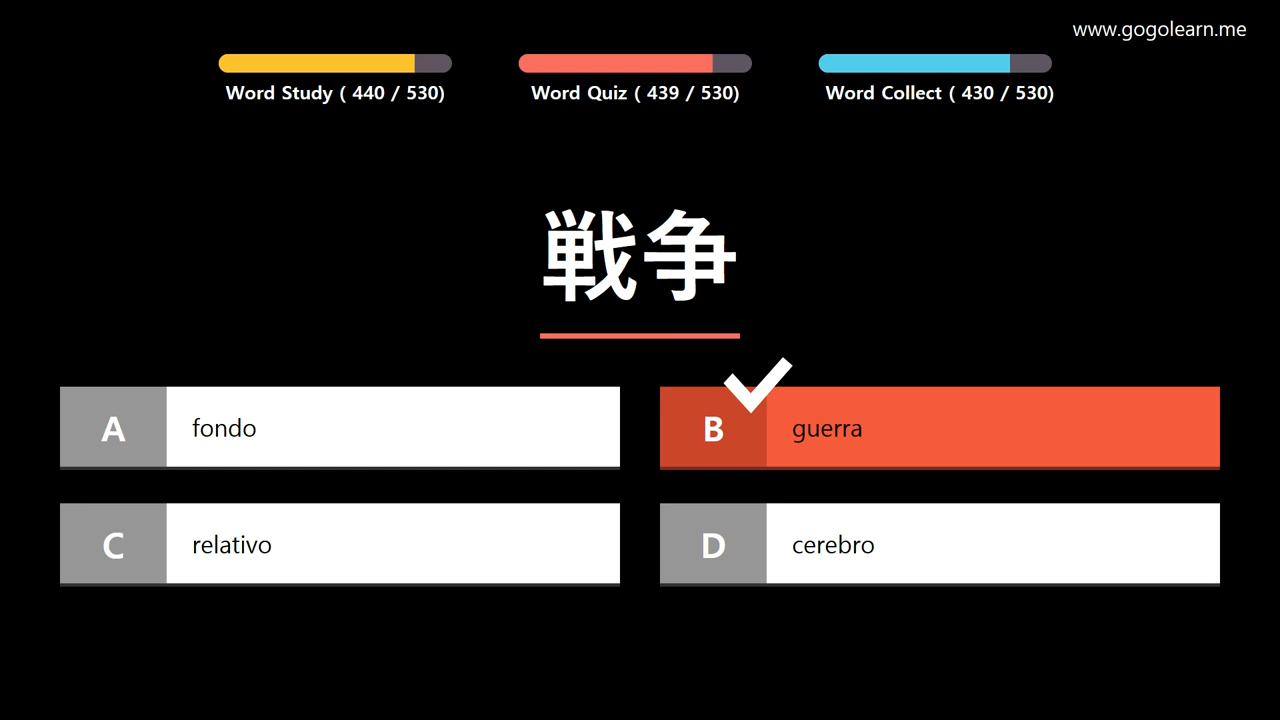 www.gogolearn.me
Word Study ( 440 / 530)
Word Quiz ( 439 / 530)
Word Collect ( 430 / 530)
戦争
A fondo
B guerra
C relativo
D cerebro